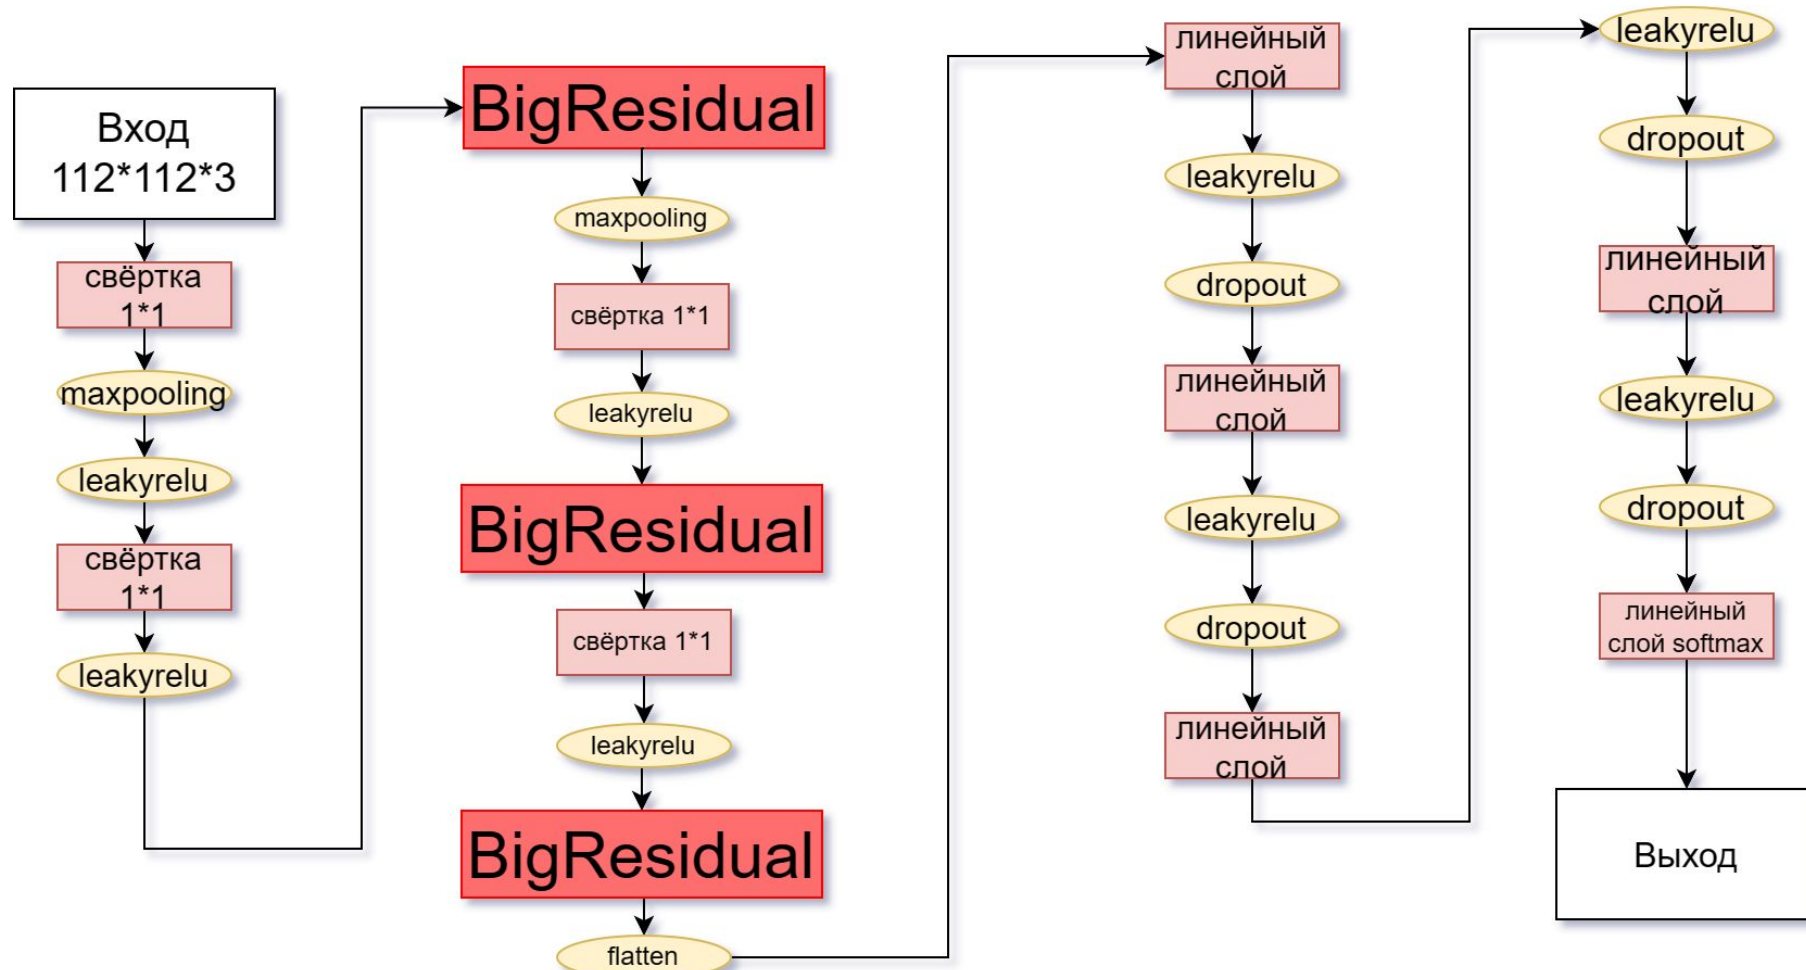 Вход
112*112*3
свёртка
1*1
maxpooling
leakyrelu
свёртка
1*1
leakyrelu
BigResidual
maxpooling
свёртка 1*1
leakyrelu
BigResidual
свёртка 1*1
leakyrelu
BigResidual
flatten
линейный
слой
leakyrelu
dropout
линейный
слой
leakyrelu
dropout
линейный
слой
leakyrelu
dropout
линейный
слой
leakyrelu
dropout
линейный
слой softmax
Выход